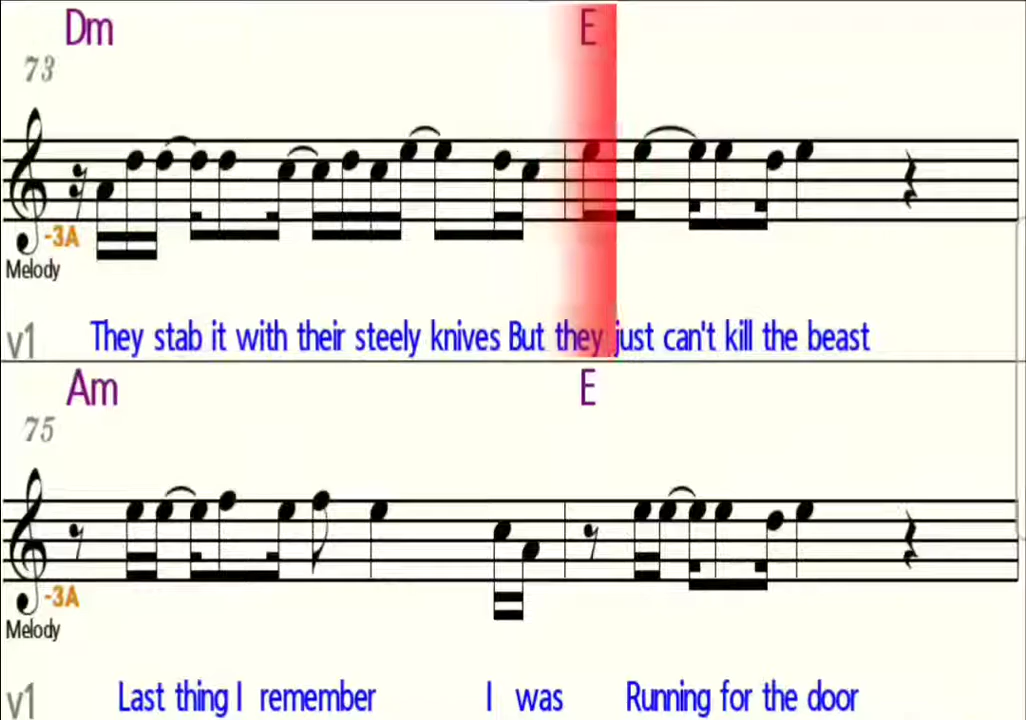 Dm E
73
-3A
Melody
v1 They stab it with their steely knives But they just can't kill the beast
Am E
75
-3A
Melody
v1 Last thing I remember I was Running for the door